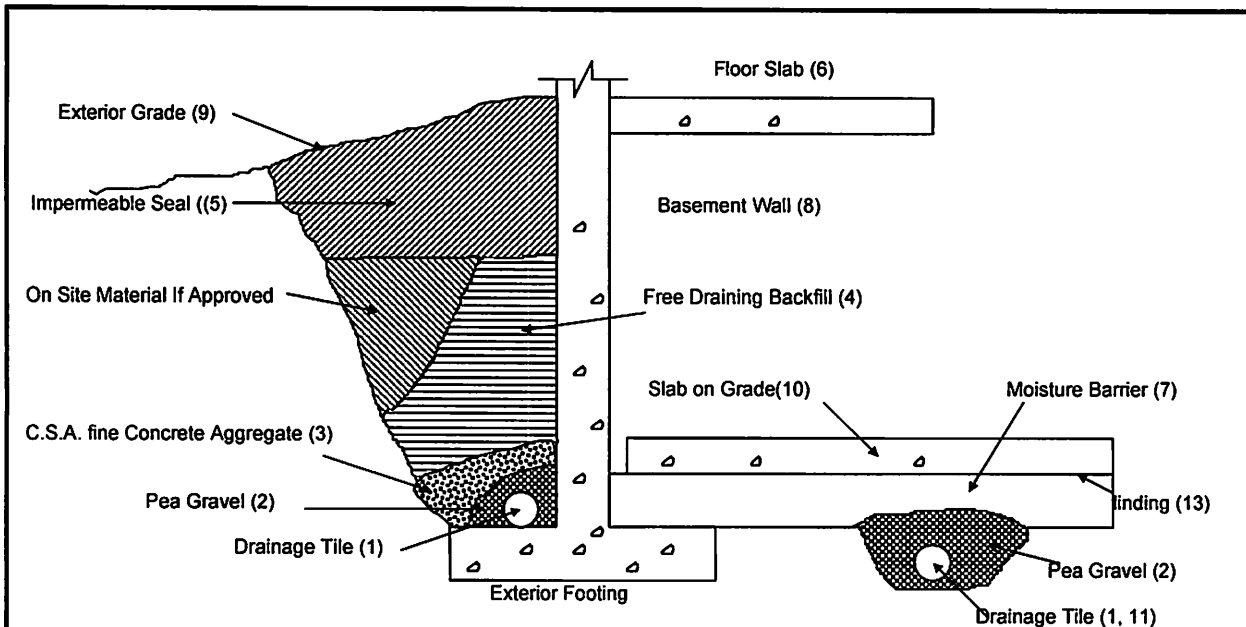 Floor Slab (6)
Exterior Grade (9)
Impermeable Seal ((5)
Basement Wall (8)
On Site Material If Approved
Free Draining Backfill (4)
Slab on Grade(10)
Moisture Barrier (7)
C.S.A. fine Concrete Aggregate (3)
Pea Gravel (2)
linding (13)
Drainage Tile (1)
Pea Gravel (2)
Exterior Footing
Drainage Tile (1, 11)